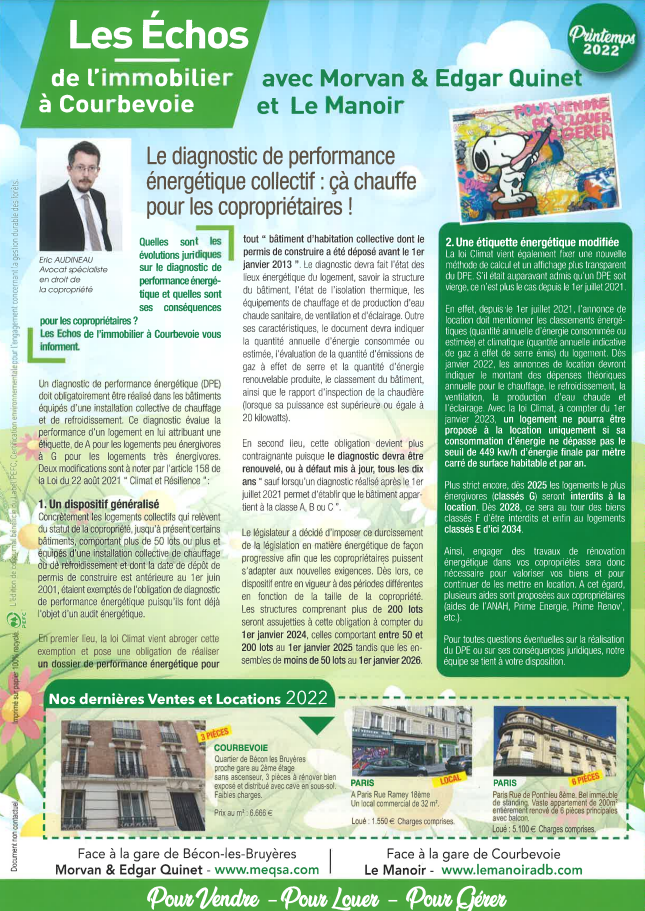 Les Échos
de l'immobilier
à Courbevoie
avec Morvan & Edgar Quinet
et Le Manoir
Printemps
2022
POUR VENDRE
POUR LOUER
GERER
Le diagnostic de performance
énergétique collectif : çà chauffe
pour les copropriétaires !
Eric AUDINEAU
Avocat spécialiste
en droit de
la copropriété
Quelles sont les
évolutions juridiques
sur le diagnostic de
performance énergé-
tique et quelles sont
ses conséquences
pour les copropriétaires ?
Les Echos de l'immobilier à Courbevoie vous
informent.
Un diagnostic de performance énergétique (DPE)
doit obligatoirement être réalisé dans les bâtiments
équipés d'une installation collective de chauffage
et de refroidissement. Ce diagnostic évalue la
performance d'un logement en lui attribuant une
étiquette, de A pour les logements peu énergivores
à G pour les logements très énergivores.
Deux modifications sont à noter par l'article 158 de
la Loi du 22 août 2021 “ Climat et Résilience ” :
1. Un dispositif généralisé
Concrètement les logements collectifs qui relèvent
du statut de la copropriété, jusqu'à présent certains
bâtiments, comportant plus de 50 lots ou plus et
équipés d'une installation collective de chauffage
ou de refroidissement et dont la date de dépôt de
permis de construire est antérieure au 1er juin
2001, étaient exemptés de l'obligation de diagnostic
de performance énergétique puisqu'ils font déjà
l'objet d'un audit énergétique.
En premier lieu, la loi Climat vient abroger cette
exemption et pose une obligation de réaliser
un dossier de performance énergétique pour
tout “ bâtiment d'habitation collective dont le
permis de construire a été déposé avant le 1er
janvier 2013 ”. Le diagnostic devra fait l'état des
lieux énergétique du logement, savoir la structure
du bâtiment, l'état de l'isolation thermique, les
équipements de chauffage et de production d'eau
chaude sanitaire, de ventilation et d'éclairage. Outre
ses caractéristiques, le document devra indiquer
la quantité annuelle d'énergie consommée ou
estimée, l'évaluation de la quantité d'émissions de
gaz à effet de serre et la quantité d'énergie
renouvelable produite, le classement du bâtiment,
ainsi que le rapport d'inspection de la chaudière
(lorsque sa puissance est supérieure ou égale à
20 kilowatts).
En second lieu, cette obligation devient plus
contraignante puisque le diagnostic devra être
renouvelé, ou à défaut mis à jour, tous les dix
ans “ sauf lorsqu'un diagnostic réalisé après le 1er
juillet 2021 permet d'établir que le bâtiment appar-
tient à la classe A, B ou C ”.
Le législateur a décidé d'imposer ce durcissement
de la législation en matière énergétique de façon
progressive afin que les copropriétaires puissent
s'adapter aux nouvelles exigences. Dès lors, ce
dispositif entre en vigueur à des périodes différentes
en fonction de la taille de la copropriété.
Les structures comprenant plus de 200 lots
seront assujetties à cette obligation à compter du
1er janvier 2024, celles comportant entre 50 et
200 lots au 1er janvier 2025 tandis que les en-
sembles de moins de 50 lots au 1er janvier 2026.
2. Une étiquette énergétique modifiée
La loi Climat vient également fixer une nouvelle
méthode de calcul et un affichage plus transparent
du DPE. S'il était auparavant admis qu'un DPE soit
vierge, ce n'est plus le cas depuis le 1er juillet 2021.
En effet, depuis le 1er juillet 2021, l'annonce de
location doit mentionner les classements énergé-
tiques (quantité annuelle d'énergie consommée ou
estimée) et climatique (quantité annuelle indicative
de gaz à effet de serre émis) du logement. Dès
janvier 2022, les annonces de location devront
indiquer le montant des dépenses théoriques
annuelle pour le chauffage, le refroidissement, la
ventilation, la production d'eau chaude et
l'éclairage. Avec la loi Climat, à compter du 1er
janvier 2023, un logement ne pourra être
proposé à la location uniquement si sa
consommation d'énergie ne dépasse pas le
seuil de 449 kw/h d'énergie finale par mètre
carré de surface habitable et par an.
Plus strict encore, dès 2025 les logements le plus
énergivores (classés G) seront interdits à la
location. Dès 2028, ce sera au tour des biens
classés F d'être interdits et enfin au logements
classés E d'ici 2034.
Ainsi, engager des travaux de rénovation
énergétique dans vos copropriétés sera donc
nécessaire pour valoriser vos biens et pour
continuer de les mettre en location. A cet égard,
plusieurs aides sont proposées aux copropriétaires
(aides de l'ANAH, Prime Energie, Prime Renov',
etc.).
Pour toutes questions éventuelles sur la réalisation
du DPE ou sur ses conséquences juridiques, notre
équipe se tient à votre disposition.
Nos dernières Ventes et Locations 2022
3 PIÈCES
COURBEVOIE
Quartier de Bécon les Bruyères
proche gare au 2ème étage
sans ascenseur, 3 pièces à rénover bien
exposé et distribué avec cave en sous-sol.
Faibles charges.
Prix au m² : 6.666 €
LOCAL
PARIS
A Paris Rue Ramey 18ème
Un local commercial de 32 m².
Loué : 1.550 € Charges comprises.
6 PIÈCES
PARIS
Paris Rue de Ponthieu 8ème. Bel immeuble
de standing. Vaste appartement de 200m²
entièrement rénové de 6 pièces principales
avec balcon.
Loué : 5.100 € Charges comprises.
Face à la gare de Bécon-les-Bruyères
Morvan & Edgar Quinet - www.meqsa.com
Face à la gare de Courbevoie
Le Manoir - www.lemanoiradb.com
Pour Vendre - Pour Louer - Pour Gérer
Imprimé sur papier 100% recyclé
Document non contractuel